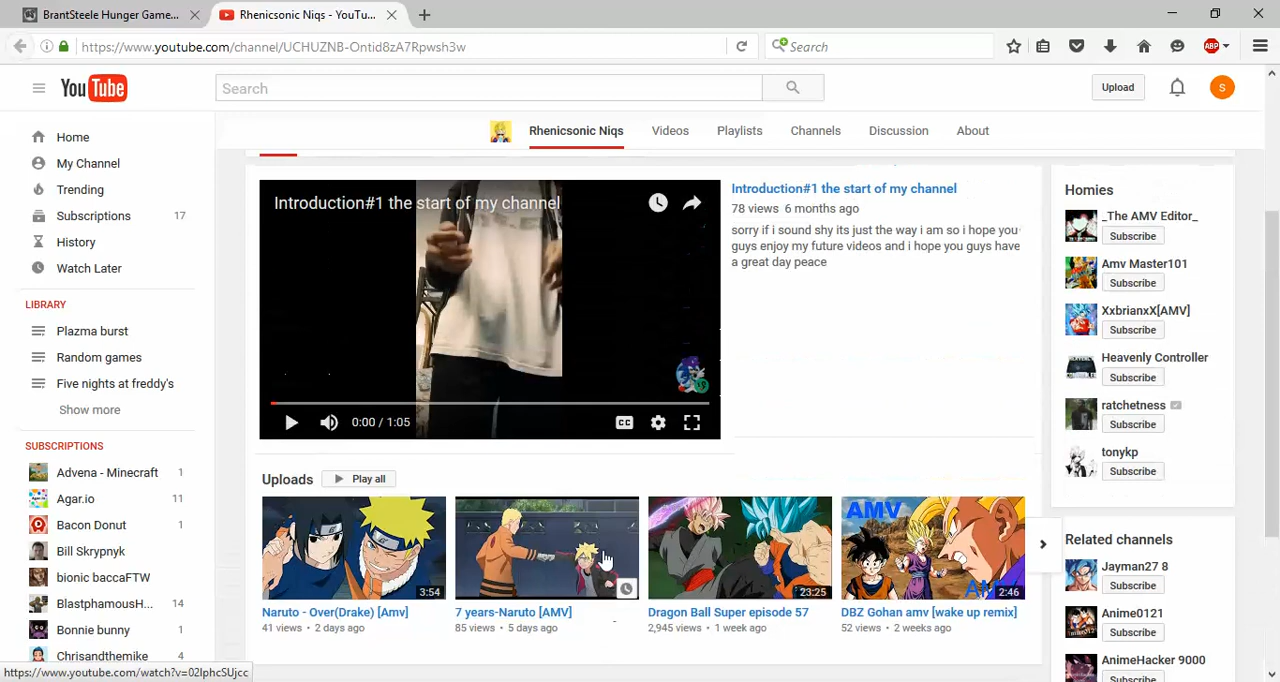 BrantSteele Hunger Game...
Rhenicsonic Niqs - YouTu...
https://www.youtube.com/channel/UCHUZNB-Ontid8zA7Rpwsh3w
Search
ABP
YouTube
Search
Upload
S
Rhenicsonic Niqs
Videos
Playlists
Channels
Discussion
About
Home
My Channel
Trending
Subscriptions 17
History
Watch Later
LIBRARY
Plazma burst
Random games
Five nights at freddy's
Show more
SUBSCRIPTIONS
Advena - Minecraft 1
Agar.io 11
Bacon Donut 1
Bill Skrypnyk
bionic baccaFTW
BlastphamousH... 14
Bonnie bunny 1
Chrisandthemike 4
Introduction#1 the start of my channel
0:00 / 1:05
CC
Introduction#1 the start of my channel
78 views 6 months ago
sorry if i sound shy its just the way i am so i hope you
guys enjoy my future videos and i hope you guys have
a great day peace
Uploads
Play all
3:54
Naruto - Over(Drake) [Amv]
41 views • 2 days ago
7 years-Naruto [AMV]
85 views • 5 days ago
23:25
Dragon Ball Super episode 57
2,945 views • 1 week ago
AMV
2:46
DBZ Gohan amv [wake up remix]
52 views • 2 weeks ago
Homies
_The AMV Editor_
Subscribe
Amv Master101
Subscribe
XxbrianxX[AMV]
Subscribe
Heavenly Controller
Subscribe
ratchetness
Subscribe
tonykp
Subscribe
Related channels
Jayman27 8
Subscribe
Anime0121
Subscribe
AnimeHacker 9000
Subscribe
https://www.youtube.com/watch?v=02IphcSUjcc